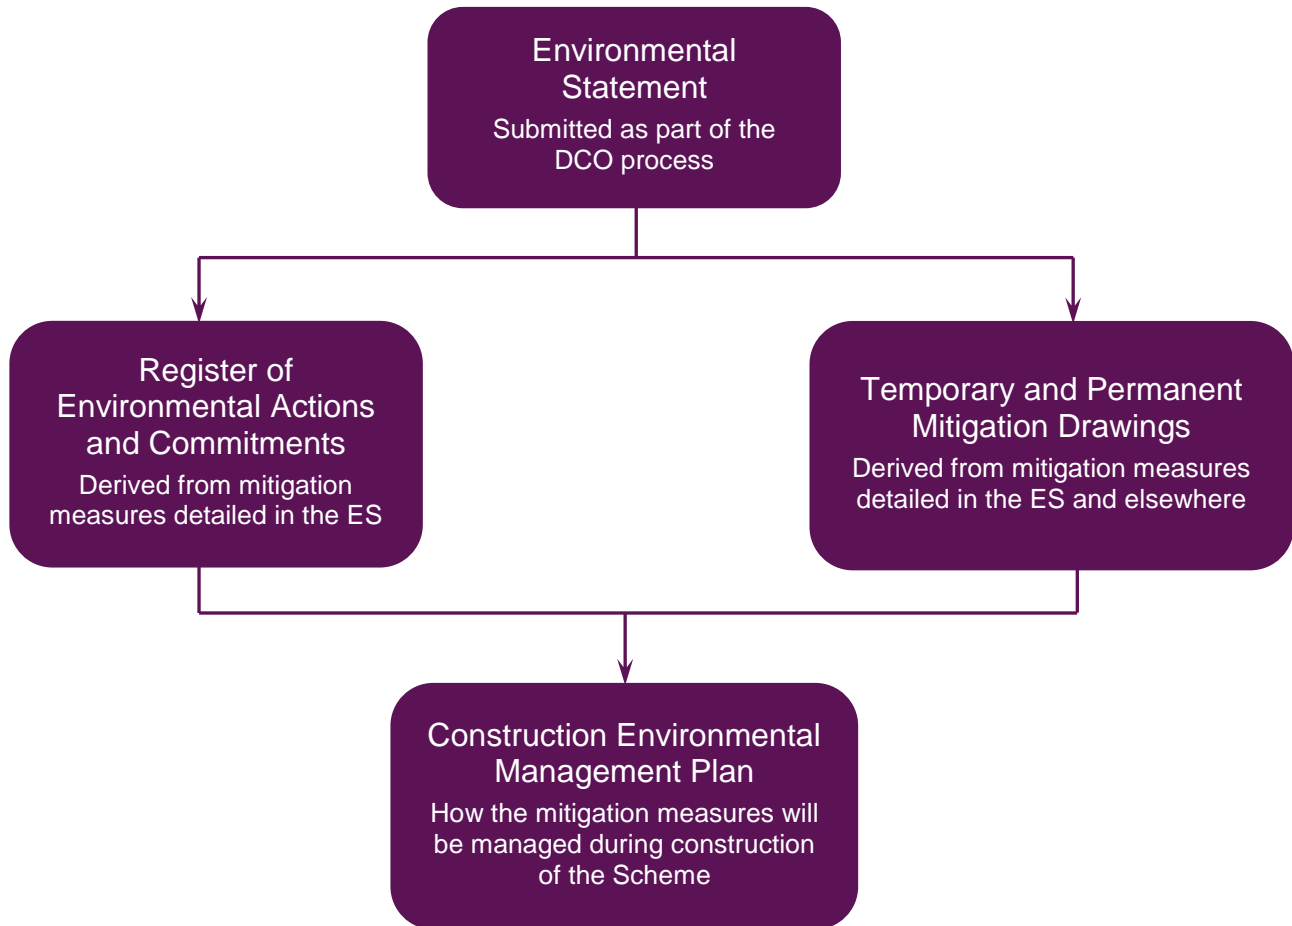 Environmental
Statement
Submitted as part of the
DCO process
Register of
Environmental Actions
and Commitments
Derived from mitigation
measures detailed in the ES
Temporary and Permanent
Mitigation Drawings
Derived from mitigation measures
detailed in the ES and elsewhere
Construction Environmental
Management Plan
How the mitigation measures will
be managed during construction
of the Scheme